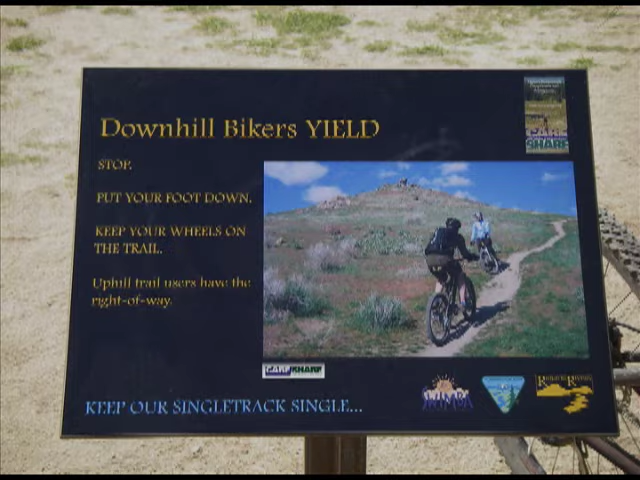 Downhill Bikers YIELD
STOP.
PUT YOUR FOOT DOWN.
KEEP YOUR WHEELS ON
THE TRAIL.
Uphill trail users have the
right-of-way.
CARE
SHARE
KEEP OUR SINGLETRACK SINGLE...